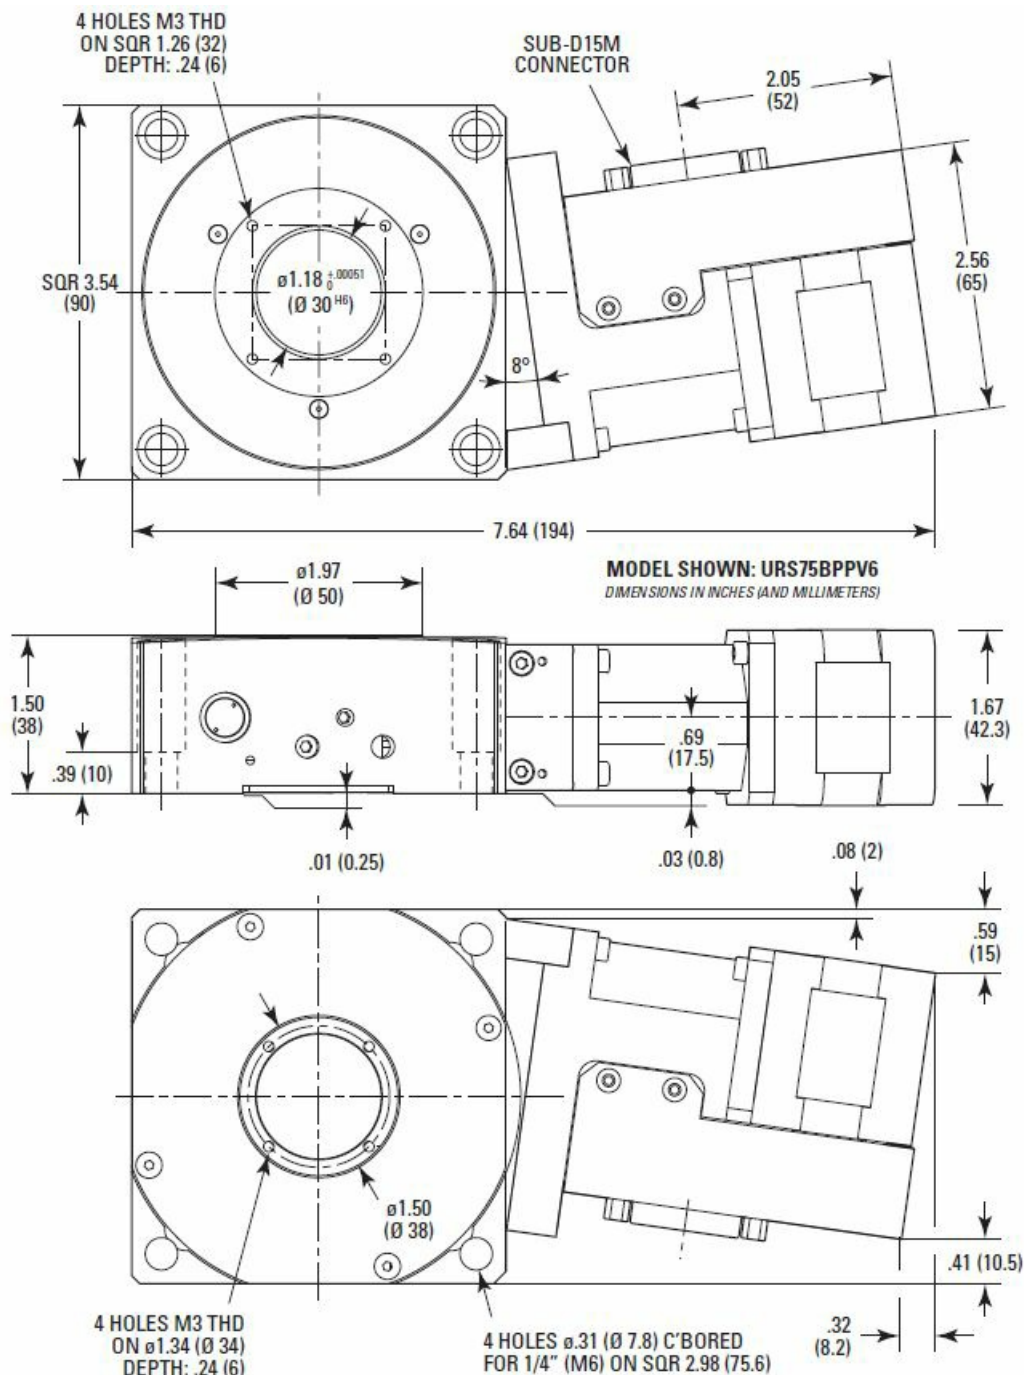 4 HOLES M3 THD
ON SQR 1.26 (32)
DEPTH: .24 (6)
SUB-D15M
CONNECTOR
2.05
(52)
SQR 3.54
(90)
ø1.18 +.00051
0
(Ø 30 H6)
2.56
(65)
8°
7.64 (194)
ø1.97
(Ø 50)
MODEL SHOWN: URS75BPPV6
DIMENSIONS IN INCHES (AND MILLIMETERS)
1.50
(38)
.39 (10)
.69
(17.5)
1.67
(42.3)
.01 (0.25)
.03 (0.8)
.08 (2)
.59
(15)
ø1.50
(Ø 38)
.41 (10.5)
4 HOLES M3 THD
ON ø1.34 (Ø 34)
DEPTH: .24 (6)
4 HOLES ø.31 (Ø 7.8) C'BORED
FOR 1/4" (M6) ON SQR 2.98 (75.6)
.32
(8.2)